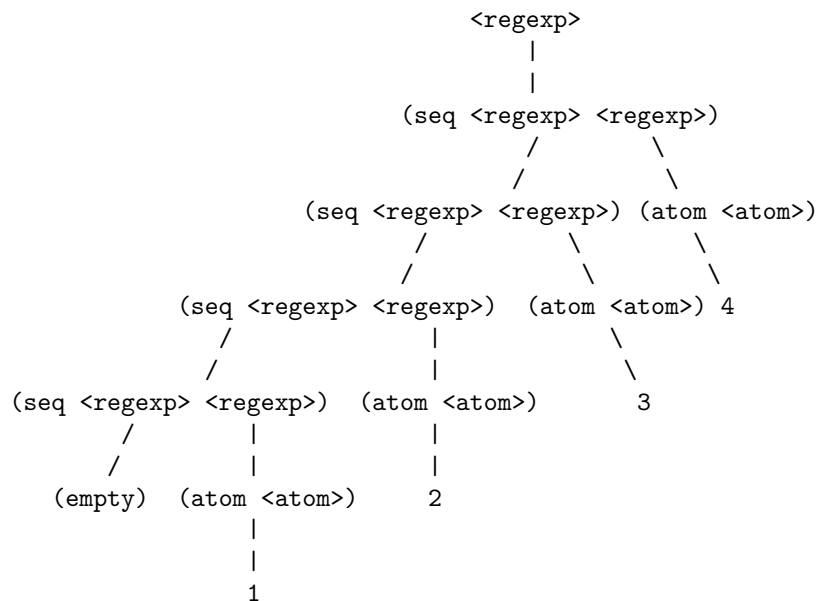 <regexp>
|
|
(seq <regexp> <regexp>)
/ \
/ \
(seq <regexp> <regexp>) (atom <atom>)
/ \ \
/ \ \
(seq <regexp> <regexp>) (atom <atom>) 4
/ | \
/ | \
(seq <regexp> <regexp>) (atom <atom>) 3
/ | |
/ | |
(empty) (atom <atom>) 2
|
|
1